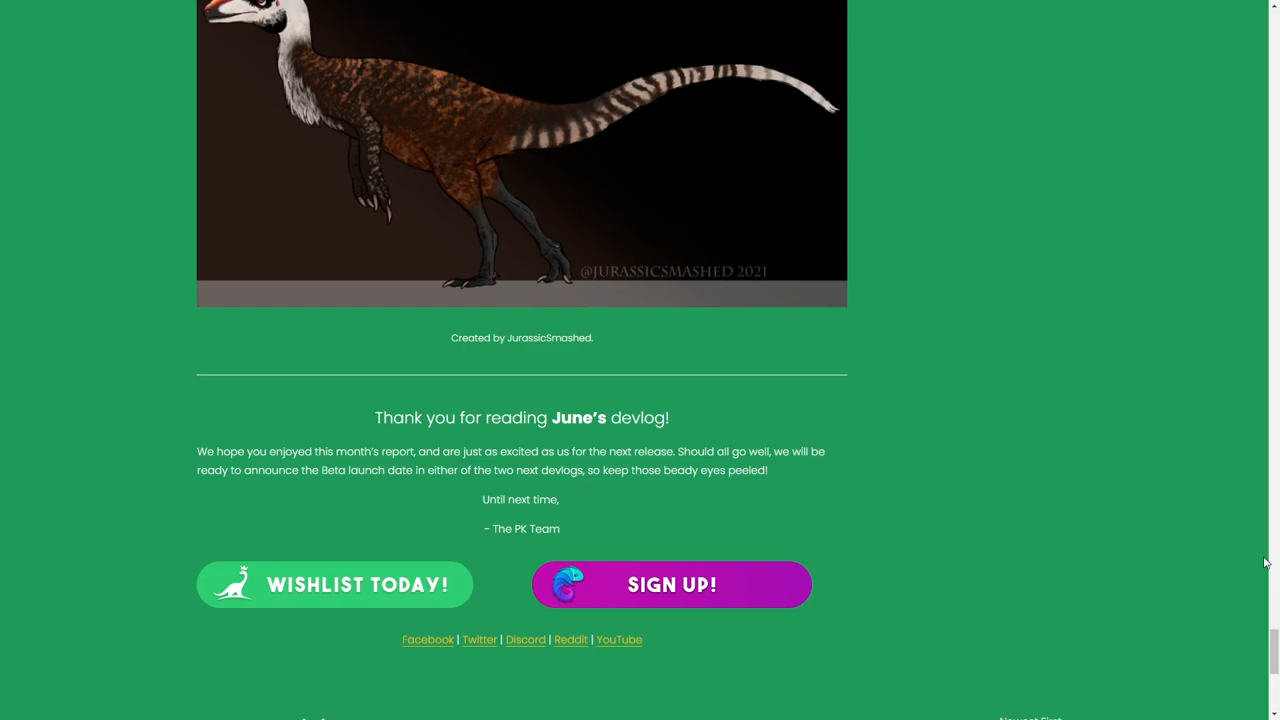 @JURASSICSMASHED 2021
Created by JurassicSmashed.
Thank you for reading June’s devlog!
We hope you enjoyed this month’s report, and are just as excited as us for the next release. Should all go well, we will be
ready to announce the Beta launch date in either of the two next devlogs, so keep those beady eyes peeled!
Until next time,
- The PK Team
WISHLIST TODAY!
SIGN UP!
Facebook | Twitter | Discord | Reddit | YouTube
Newest First